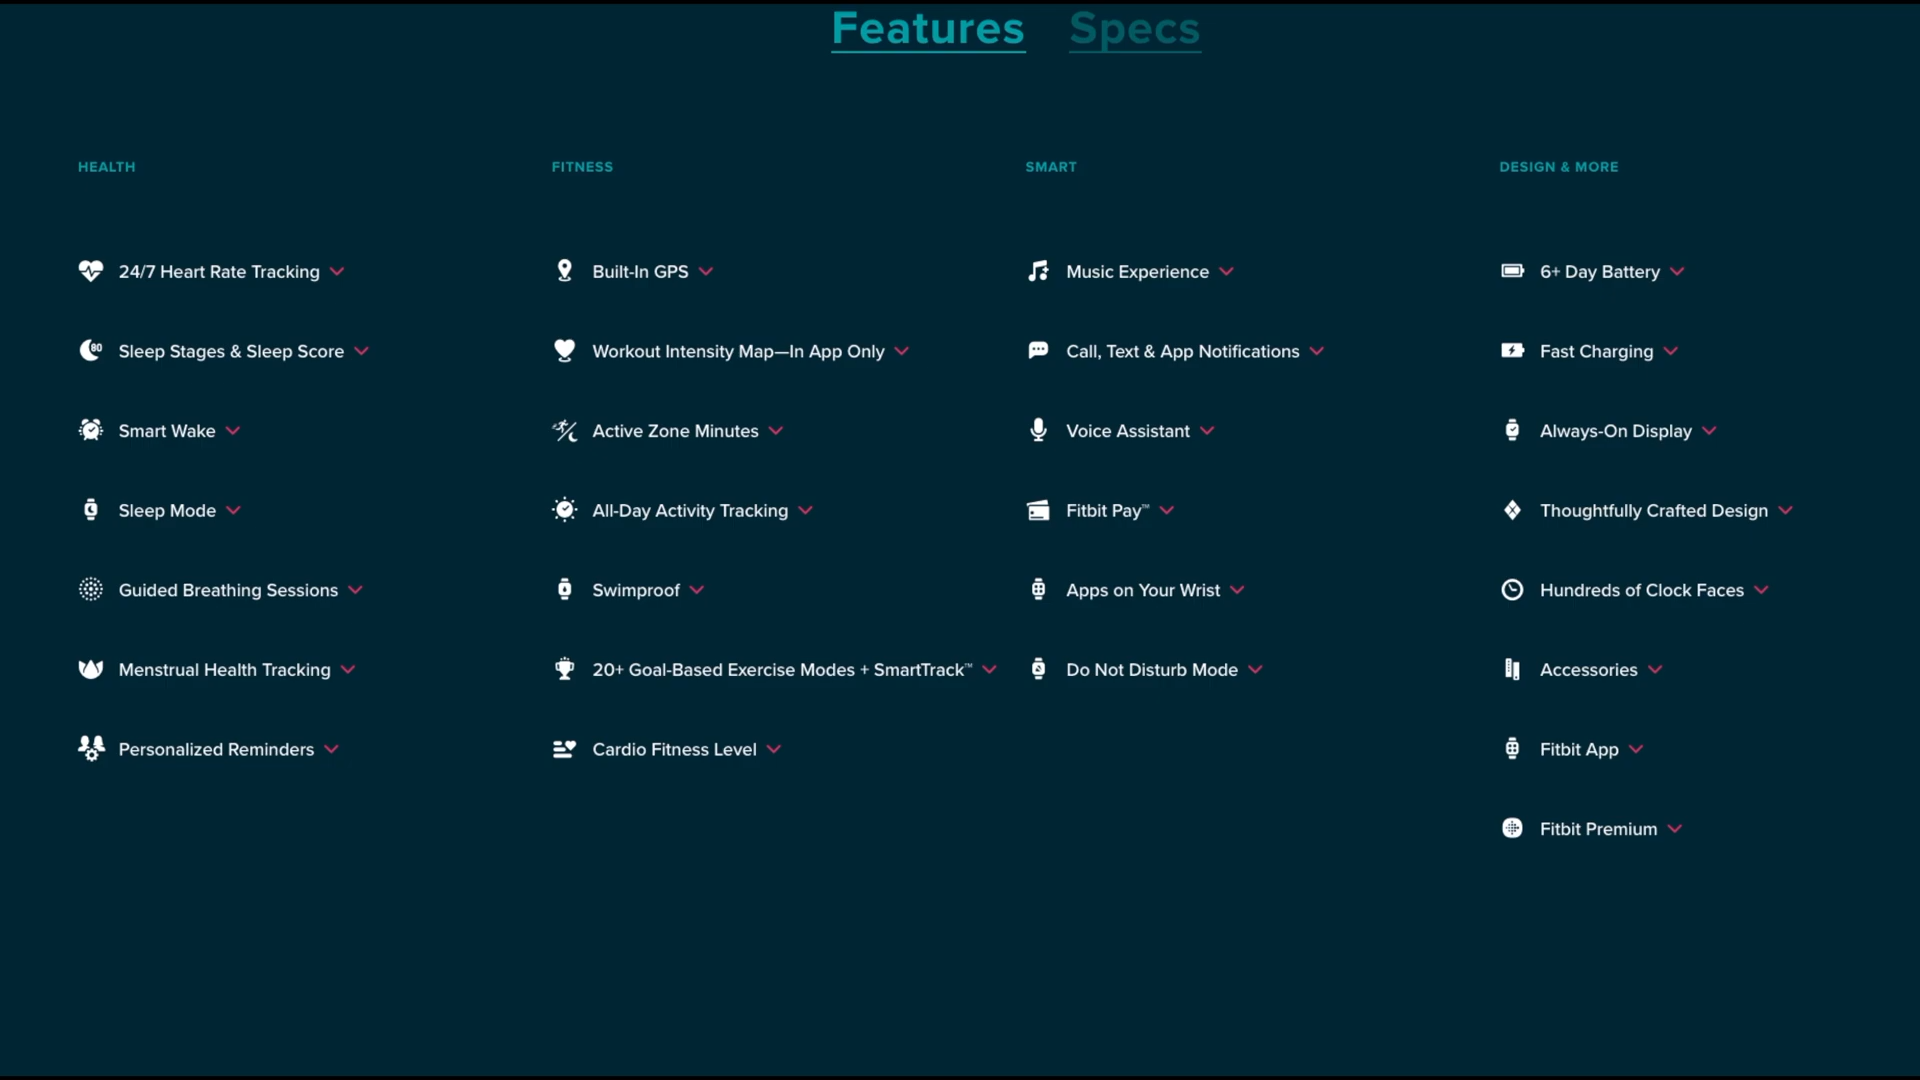 Features
Specs
HEALTH
24/7 Heart Rate Tracking
80
Sleep Stages & Sleep Score
Smart Wake
Sleep Mode
Guided Breathing Sessions
Menstrual Health Tracking
Personalized Reminders
FITNESS
Built-In GPS
Workout Intensity Map—In App Only
Active Zone Minutes
All-Day Activity Tracking
Swimproof
20+ Goal-Based Exercise Modes + SmartTrack™
Cardio Fitness Level
SMART
Music Experience
Call, Text & App Notifications
Voice Assistant
Fitbit Pay™
Apps on Your Wrist
Do Not Disturb Mode
DESIGN & MORE
6+ Day Battery
Fast Charging
Always-On Display
Thoughtfully Crafted Design
Hundreds of Clock Faces
Accessories
Fitbit App
Fitbit Premium